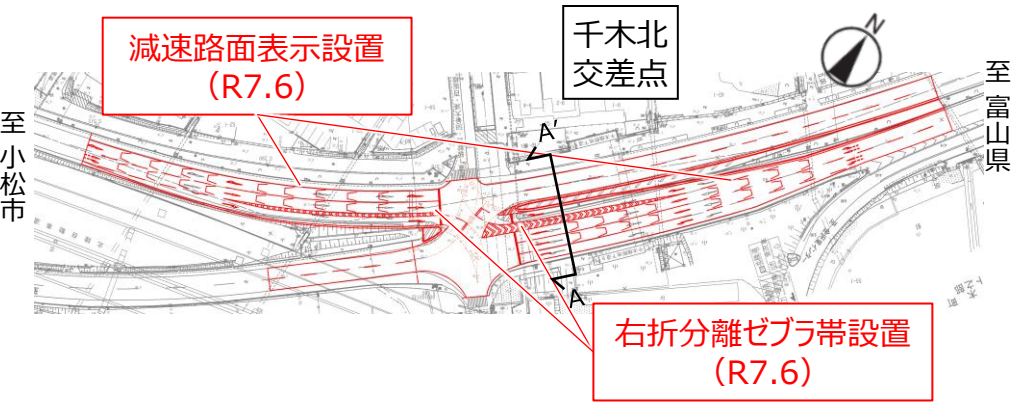 減速路面表示設置
（R7.6）
千木北
交差点
N
至 小松市
至 富山県
A′
A
右折分離ゼブラ帯設置
（R7.6）